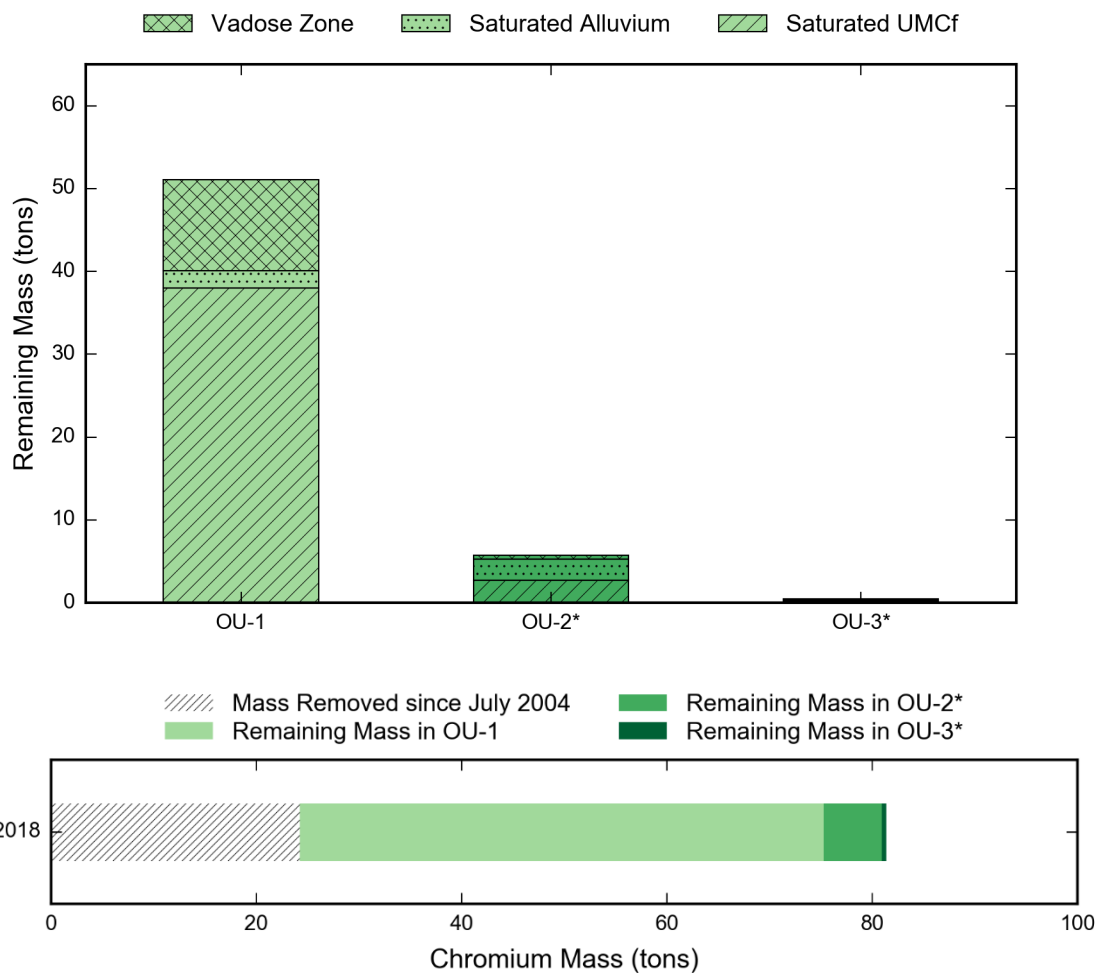 Vadose Zone Saturated Alluvium Saturated UMCf
Remaining Mass (tons)
60
50
40
30
20
10
0
OU-1 OU-2* OU-3*
Mass Removed since July 2004 Remaining Mass in OU-2*
Remaining Mass in OU-1 Remaining Mass in OU-3*
2018
0 20 40 60 80 100
Chromium Mass (tons)